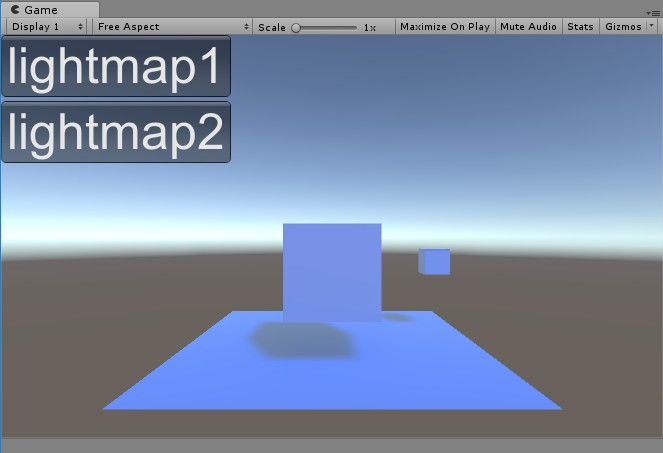 Game
Display 1 Free Aspect Scale 1x Maximize On Play Mute Audio Stats Gizmos
lightmap1
lightmap2